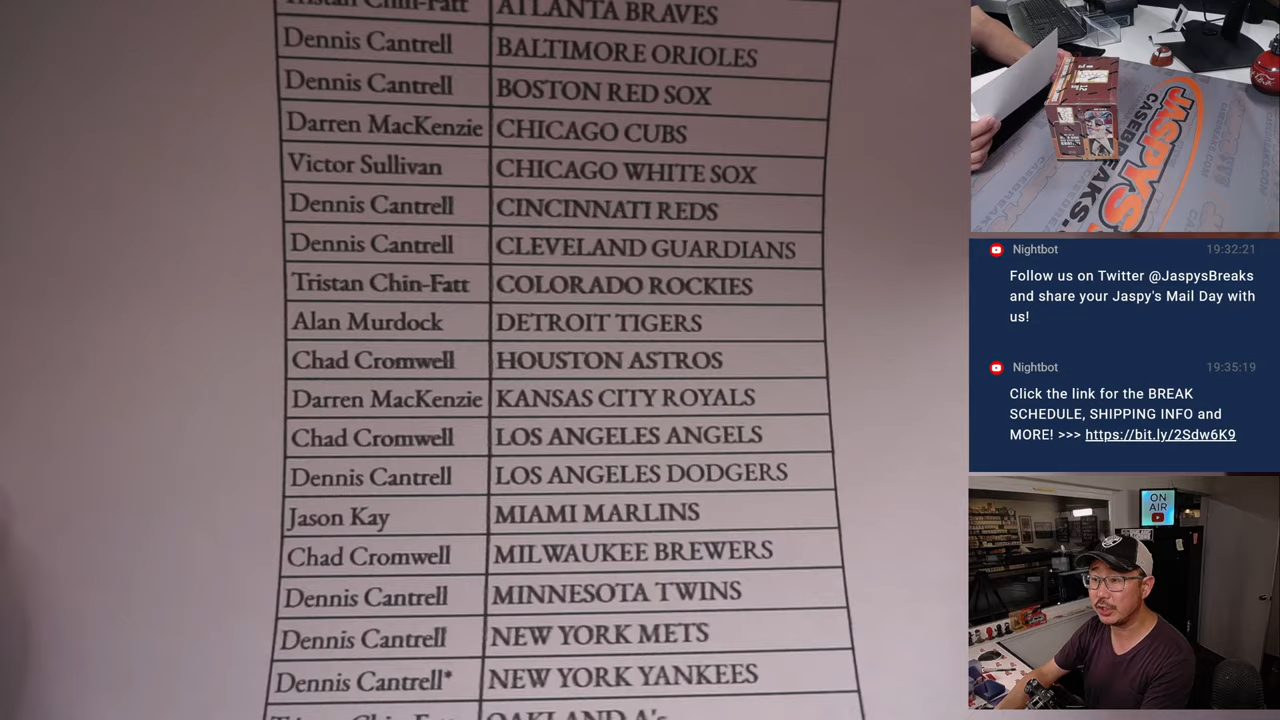 Tristan Chin-Fatt ATLANTA BRAVES
Dennis Cantrell BALTIMORE ORIOLES
Dennis Cantrell BOSTON RED SOX
Darren MacKenzie CHICAGO CUBS
Victor Sullivan CHICAGO WHITE SOX
Dennis Cantrell CINCINNATI REDS
Dennis Cantrell CLEVELAND GUARDIANS
Tristan Chin-Fatt COLORADO ROCKIES
Alan Murdock DETROIT TIGERS
Chad Cromwell HOUSTON ASTROS
Darren MacKenzie KANSAS CITY ROYALS
Chad Cromwell LOS ANGELES ANGELS
Dennis Cantrell LOS ANGELES DODGERS
Jason Kay MIAMI MARLINS
Chad Cromwell MILWAUKEE BREWERS
Dennis Cantrell MINNESOTA TWINS
Dennis Cantrell NEW YORK METS
Dennis Cantrell* NEW YORK YANKEES
OAKLAND A's
JASPYS
CASEBREAKS.
Nightbot 19:32:21
Follow us on Twitter @JaspysBreaks
and share your Jaspy's Mail Day with
us!
Nightbot 19:35:19
Click the link for the BREAK
SCHEDULE, SHIPPING INFO and
MORE! >>> https://bit.ly/2Sdw6K9
ON
AIR